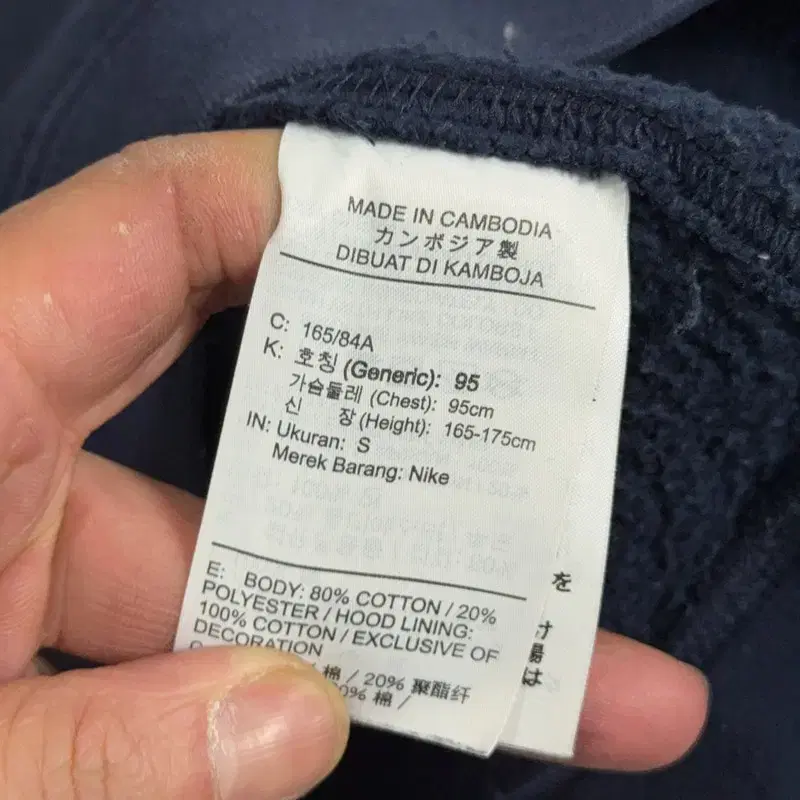 MADE IN CAMBODIA
カンボジア製
DIBUAT DI KAMBOJA
C: 165/84A
K: 호칭 (Generic): 95
가슴둘레 (Chest): 95cm
신 장 (Height): 165-175cm
IN: Ukuran: S
Merek Barang: Nike
E: BODY: 80% COTTON / 20%
POLYESTER / HOOD LINING:
100% COTTON / EXCLUSIVE OF
DECORATION
棉 / 20% 聚酯纤
棉 /
を
は